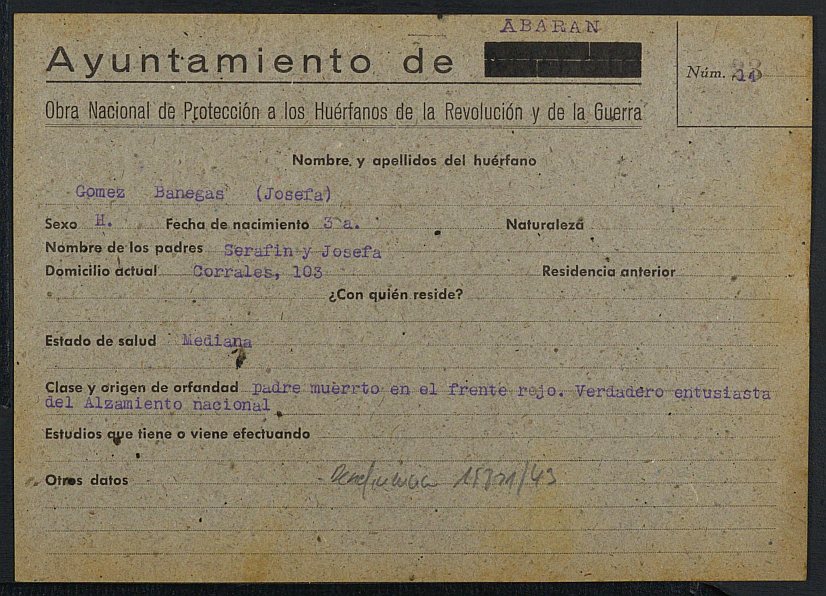 ABARAN
Ayuntamiento de
Núm.
Obra Nacional de Protección a los Huérfanos de la Revolución y de la Guerra
Nombre y apellidos del huérfano
Gomez Banegas (Josefa)
Sexo H. Fecha de nacimiento 3 a. Naturaleza
Nombre de los padres Serafin y Josefa
Domicilio actual Corrales, 103 Residencia anterior
¿Con quién reside?
Estado de salud Mediana
Clase y origen de orfandad padre muerrto en el frente rojo. Verdadero entusiasta
del Alzamiento nacional
Estudios que tiene o viene efectuando
Otros datos